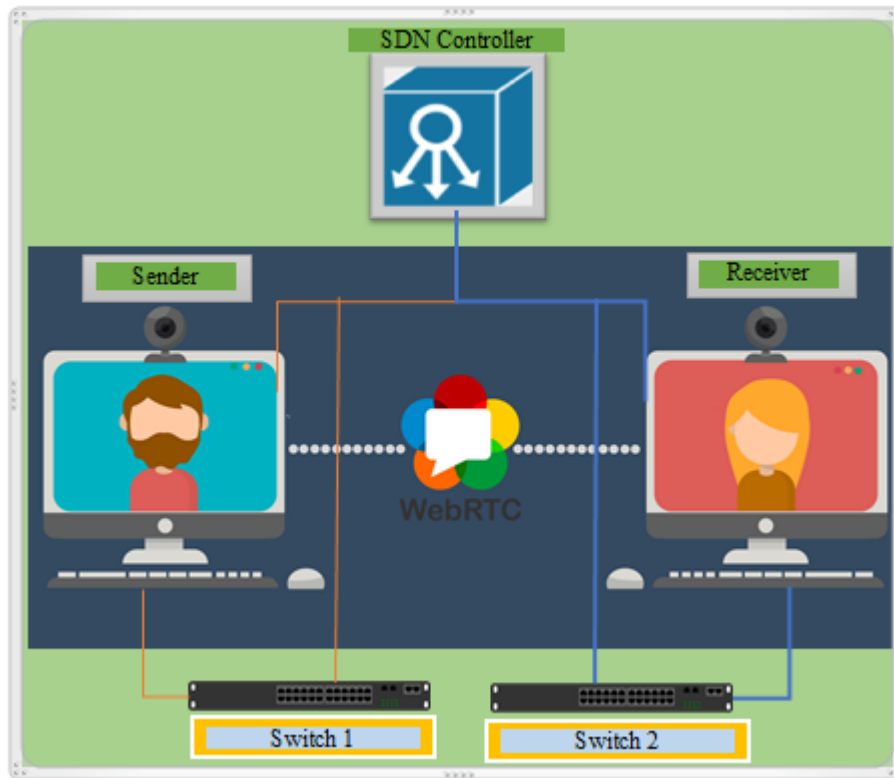 SDN Controller
Sender
Receiver
WebRTC
Switch 1
Switch 2